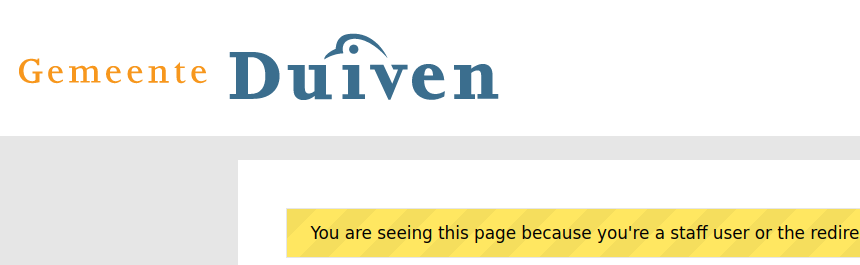 Gemeente Duiven
You are seeing this page because you're a staff user or the redire